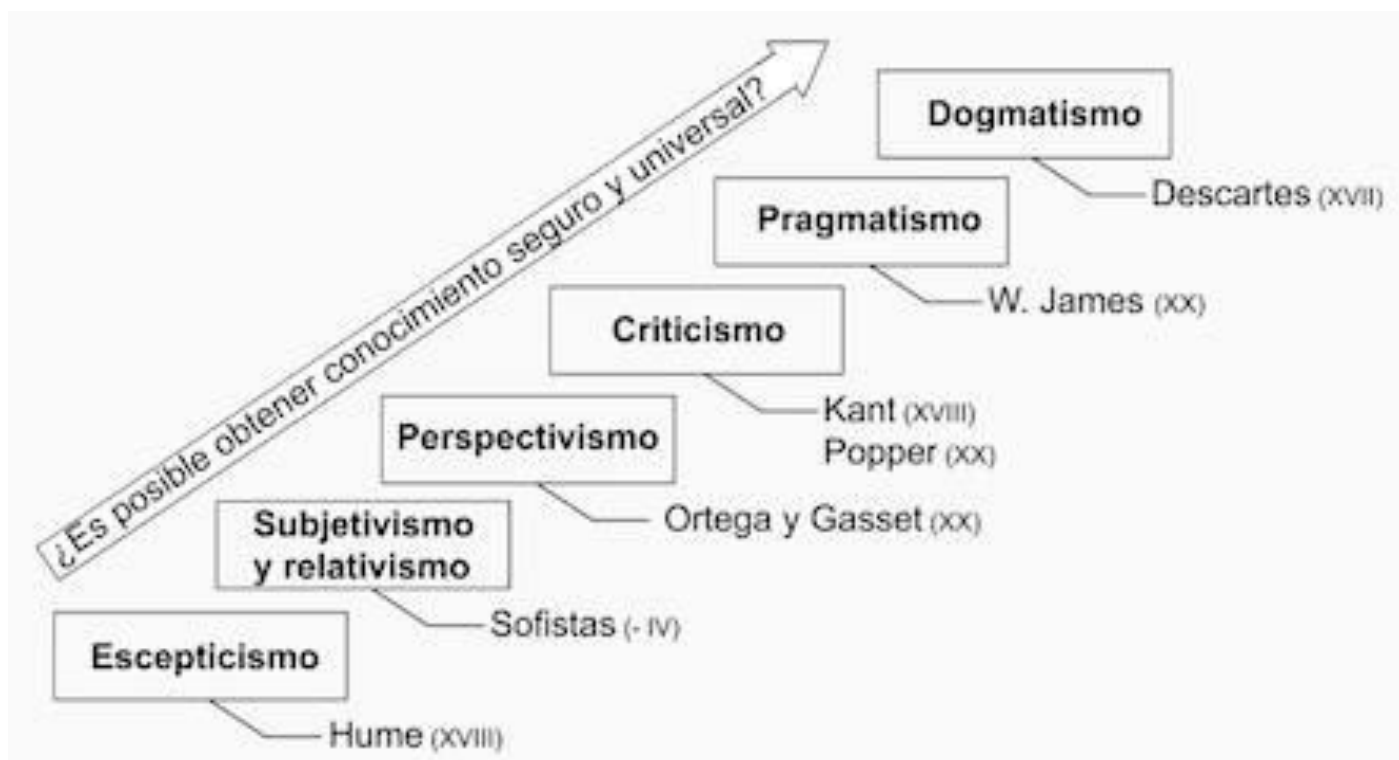 ¿Es posible obtener conocimiento seguro y universal?
Dogmatismo
Descartes (XVII)
Pragmatismo
W. James (XX)
Criticismo
Kant (XVIII)
Popper (XX)
Perspectivismo
Ortega y Gasset (XX)
Subjetivismo
y relativismo
Sofistas (- IV)
Escepticismo
Hume (XVIII)